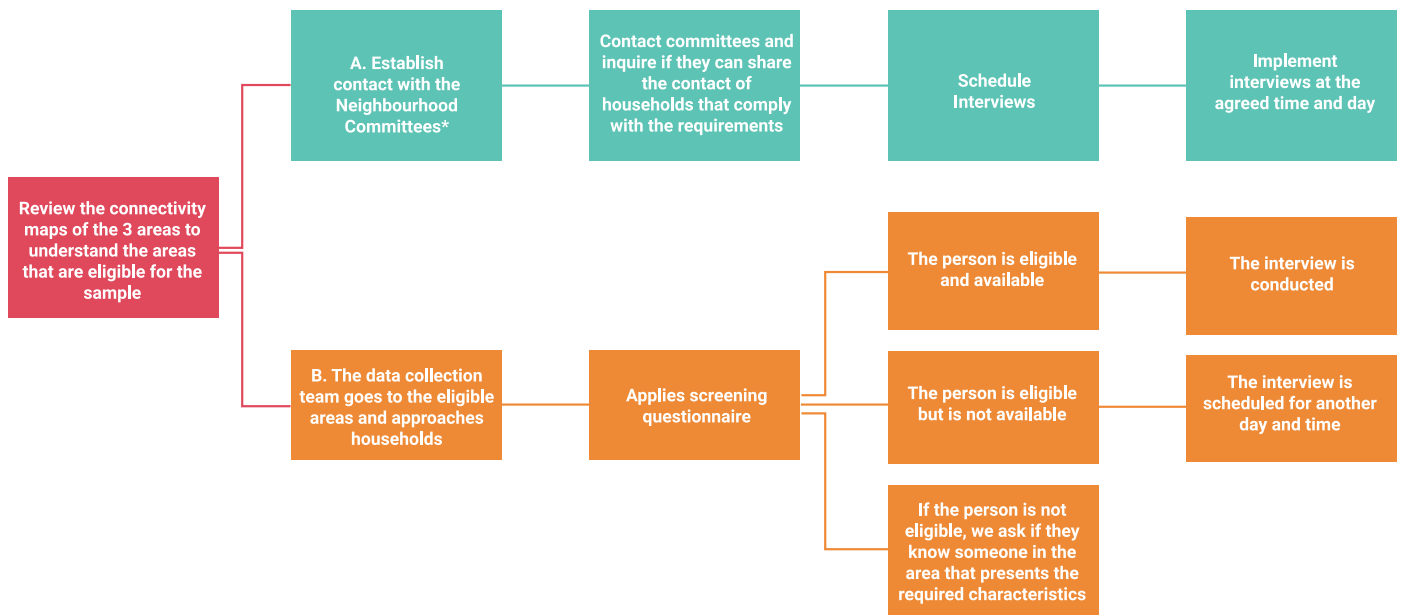 Review the connectivity
maps of the 3 areas to
understand the areas
that are eligible for the
sample
A. Establish
contact with the
Neighbourhood
Committees*
Contact committees and
inquire if they can share
the contact of
households that comply
with the requirements
Schedule
Interviews
Implement
interviews at the
agreed time and day
B. The data collection
team goes to the eligible
areas and approaches
households
Applies screening
questionnaire
The person is eligible
and available
The interview is
conducted
The person is eligible
but is not available
The interview is
scheduled for another
day and time
If the person is not
eligible, we ask if they
know someone in the
area that presents the
required characteristics